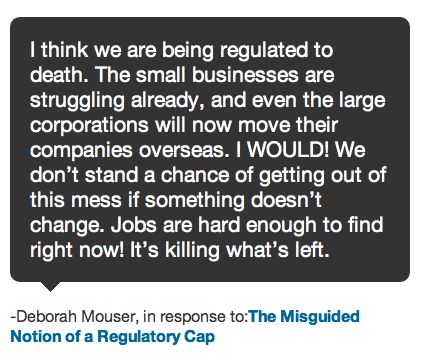 I think we are being regulated to
death. The small businesses are
struggling already, and even the large
corporations will now move their
companies overseas. I WOULD! We
don’t stand a chance of getting out of
this mess if something doesn’t
change. Jobs are hard enough to find
right now! It’s killing what’s left.
-Deborah Mouser, in response to:The Misguided
Notion of a Regulatory Cap